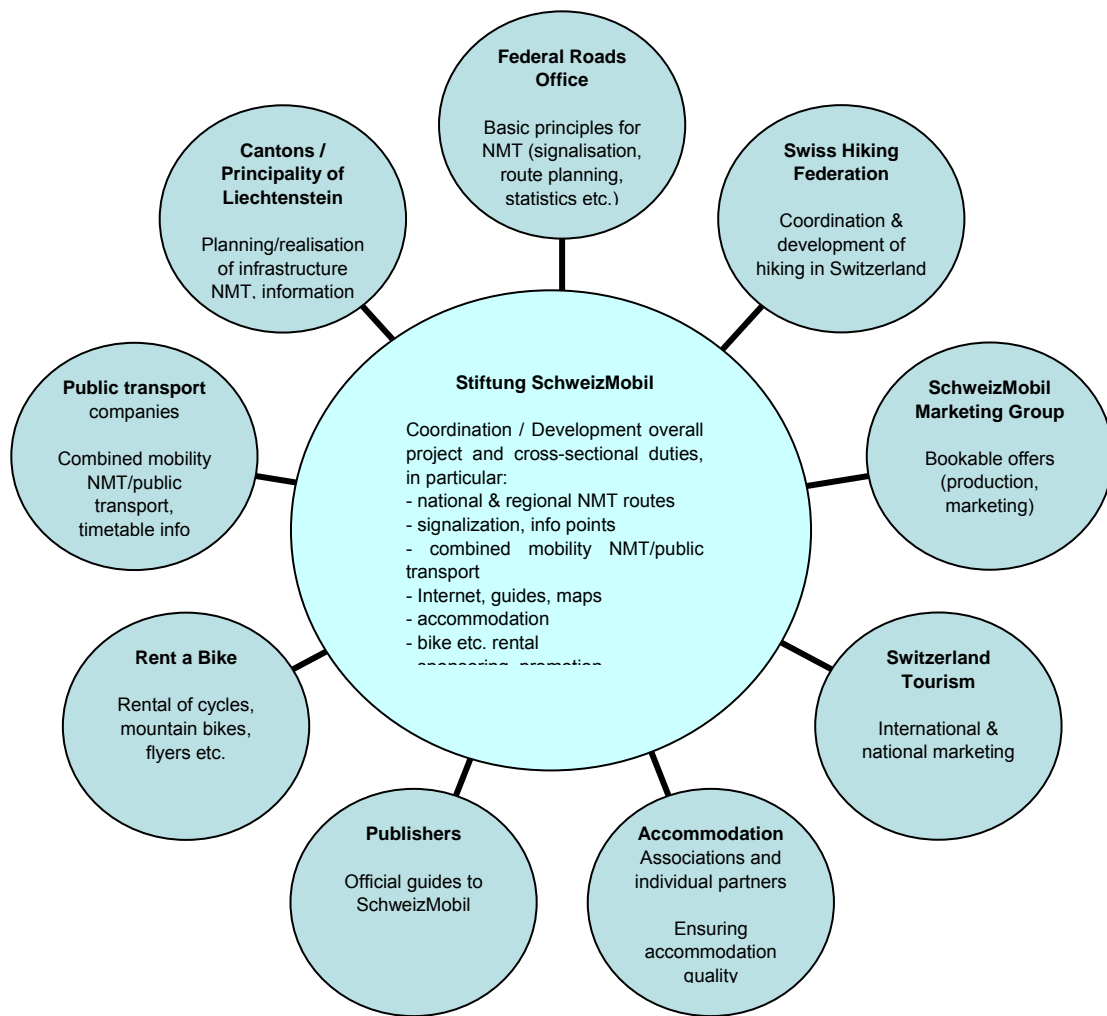 Federal Roads
Office
Basic principles for
NMT (signalisation,
route planning,
statistics etc.)
Swiss Hiking
Federation
Coordination &
development of
hiking in Switzerland
SchweizMobil
Marketing Group
Bookable offers
(production,
marketing)
Switzerland
Tourism
International &
national marketing
Accommodation
Associations and
individual partners
Ensuring
accommodation
quality
Publishers
Official guides to
SchweizMobil
Rent a Bike
Rental of cycles,
mountain bikes,
flyers etc.
Public transport
companies
Combined mobility
NMT/public
transport,
timetable info
Cantons /
Principality of
Liechtenstein
Planning/realisation
of infrastructure
NMT, information
Stiftung SchweizMobil
Coordination / Development overall
project and cross-sectional duties,
in particular:
- national & regional NMT routes
- signalization, info points
- combined mobility NMT/public
transport
- Internet, guides, maps
- accommodation
- bike etc. rental
- sponsoring, promotion